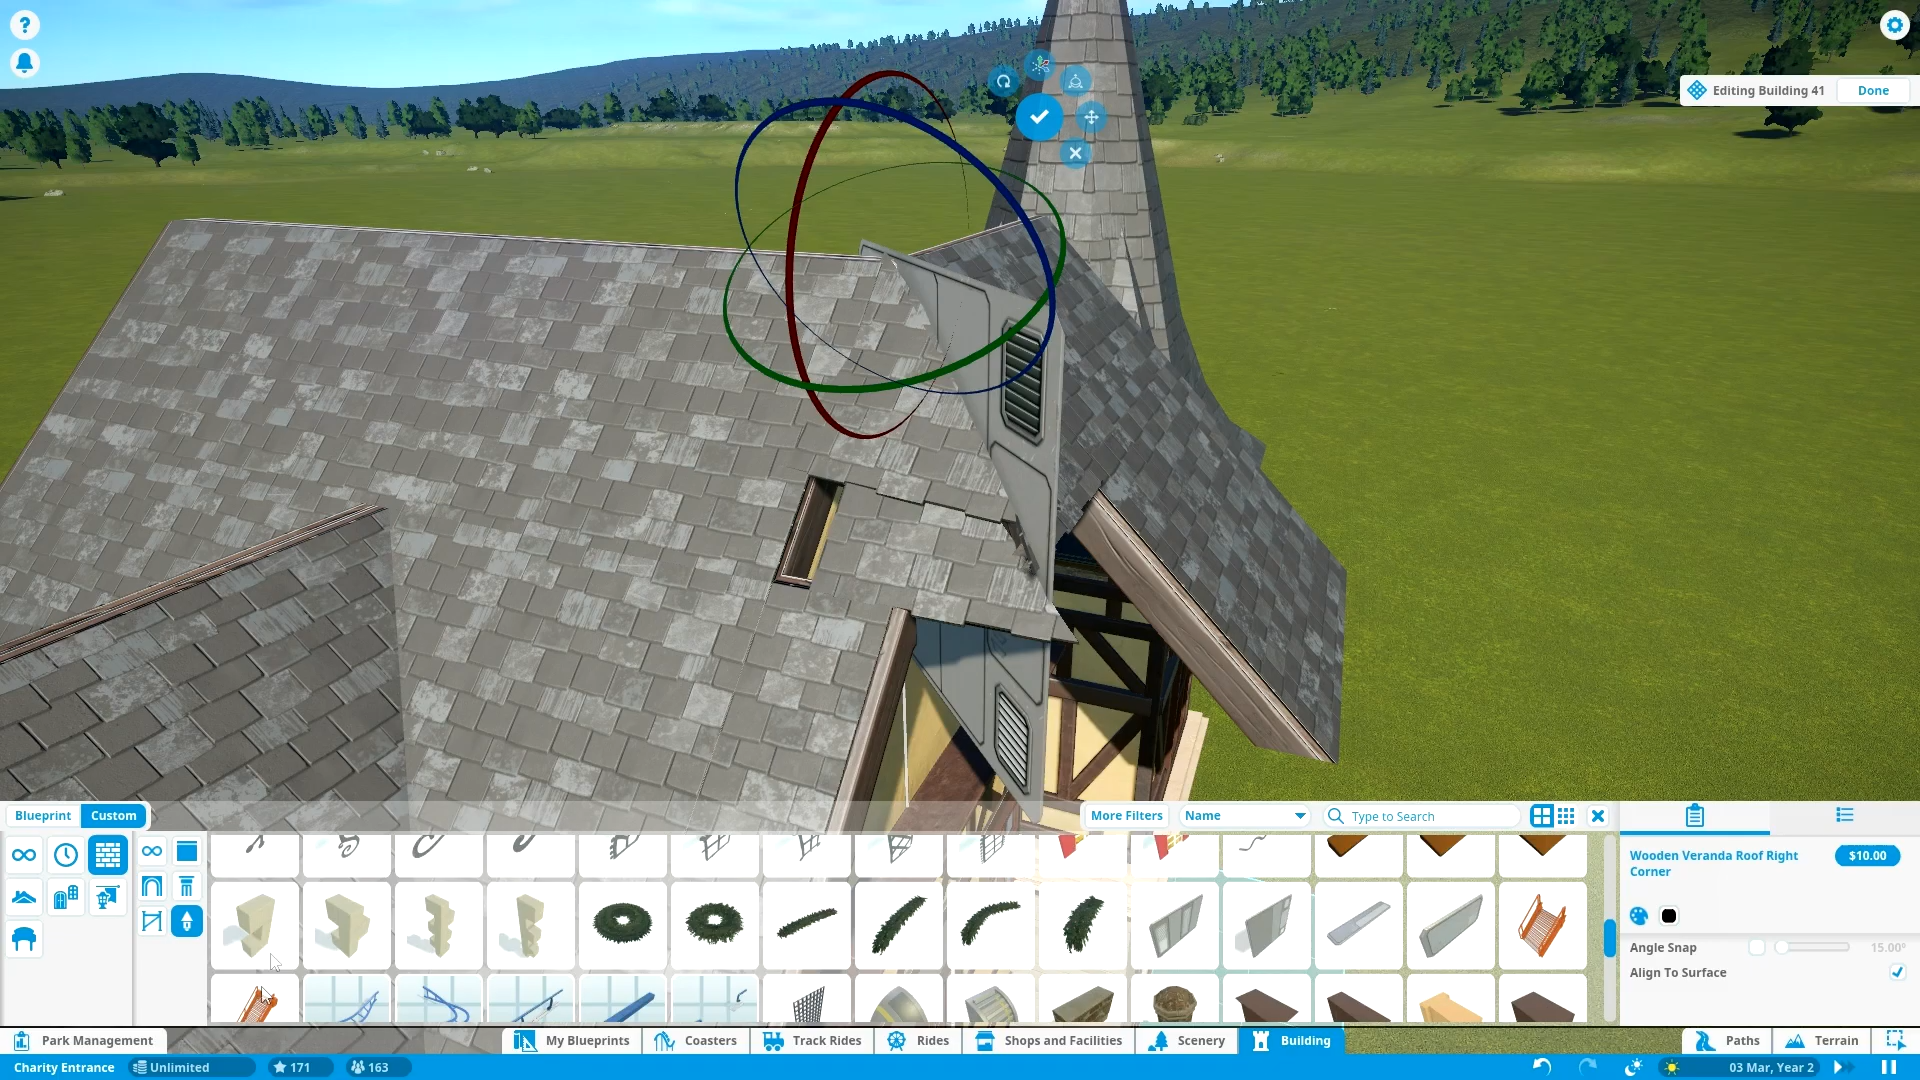 ?
Editing Building 41
Done
Blueprint
Custom
More Filters
Name
Type to Search
Wooden Veranda Roof Right Corner
$10.00
Angle Snap
15.00°
Align To Surface
Park Management
My Blueprints
Coasters
Track Rides
Rides
Shops and Facilities
Scenery
Building
Paths
Terrain
Charity Entrance
Unlimited
171
163
03 Mar, Year 2